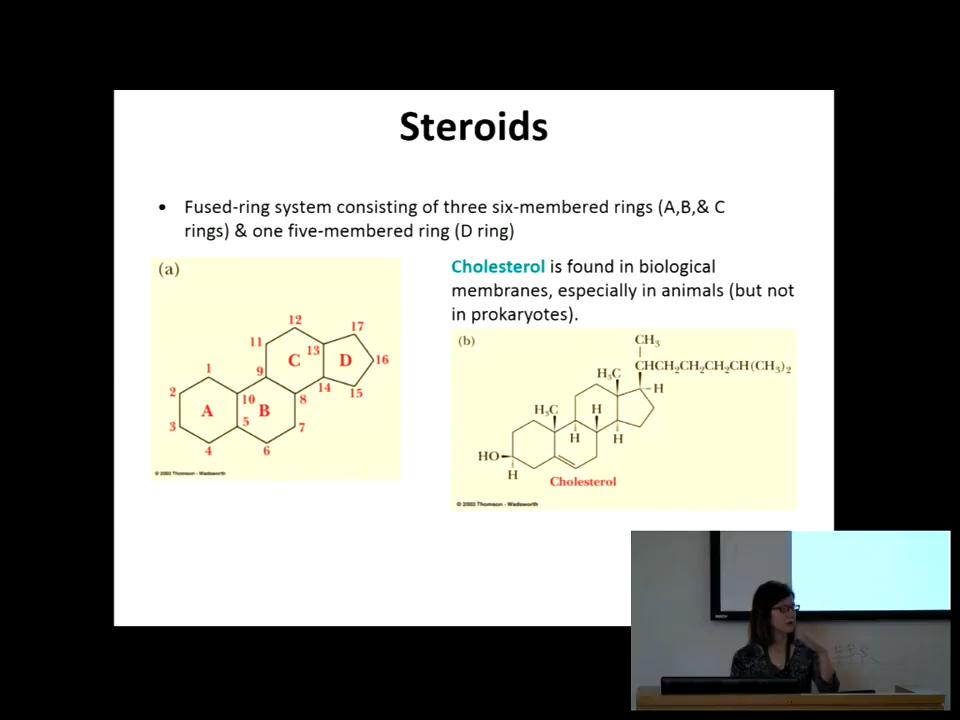 Steroids
• Fused-ring system consisting of three six-membered rings (A,B,& C
rings) & one five-membered ring (D ring)
(a)
12
17
11
13
C
D
16
9
1
14
15
2
10
8
A
B
3
5
7
4
6
© 2003 Thomson - Wadsworth
Cholesterol is found in biological
membranes, especially in animals (but not
in prokaryotes).
(b)
CH₃
CHCH₂CH₂CH₂CH(CH₃)₂
H₃C
H
H₃C
H
H
H
HO
H
Cholesterol
© 2003 Thomson - Wadsworth